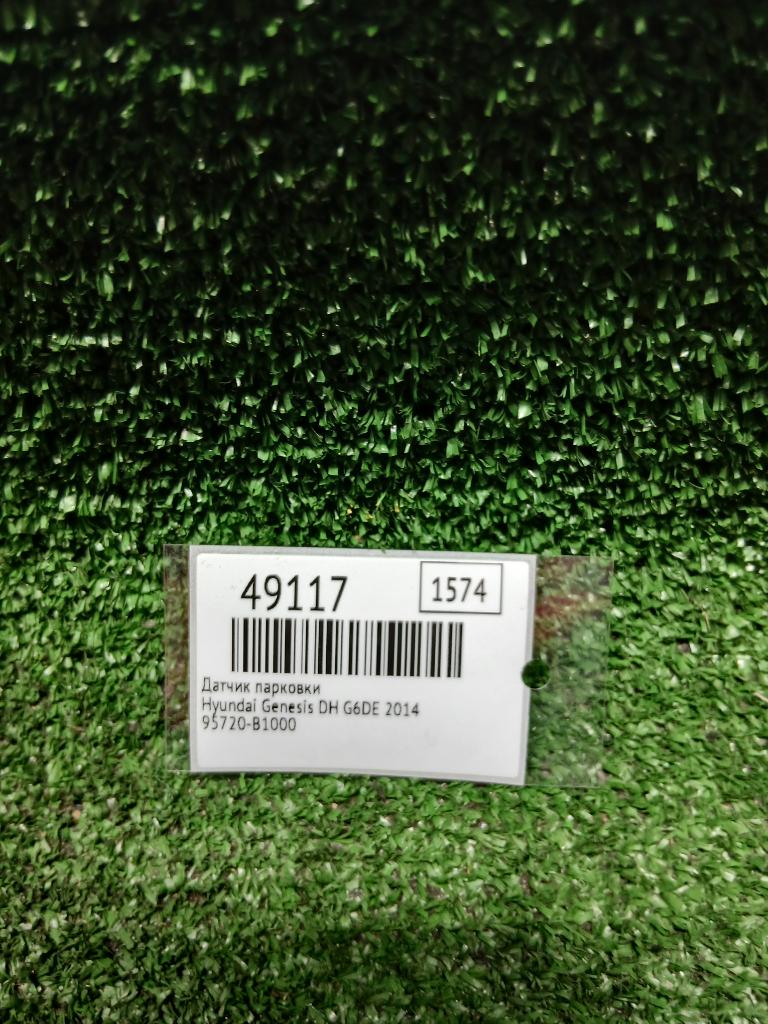 49117 1574
Датчик парковки
Hyundai Genesis DH G6DE 2014
95720-B1000